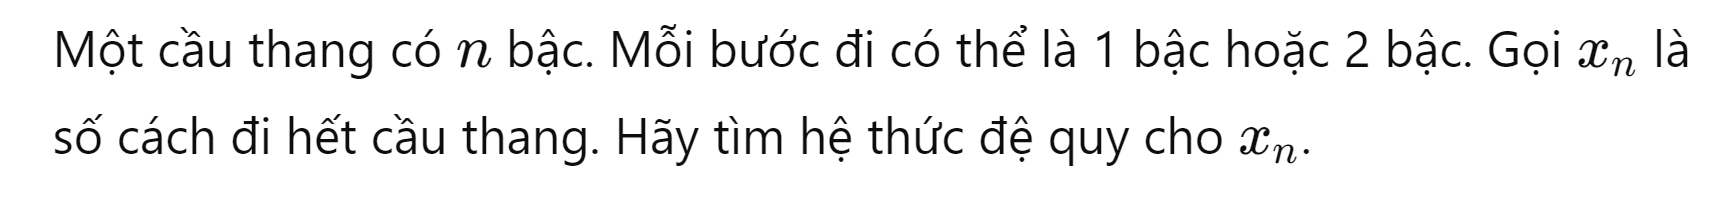 Một cầu thang có n bậc. Mỗi bước đi có thể là 1 bậc hoặc 2 bậc. Gọi xₙ là
số cách đi hết cầu thang. Hãy tìm hệ thức đệ quy cho xₙ.